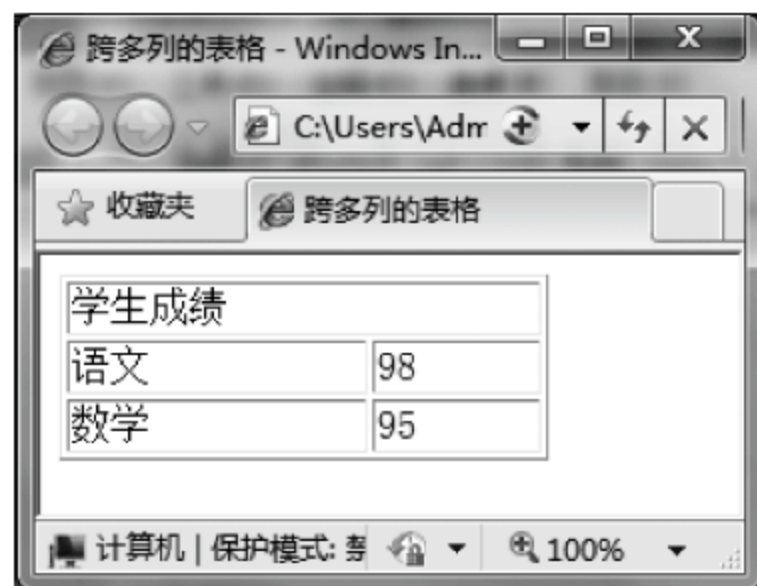 跨多列的表格 - Windows In...
C:\Users\Adm
收藏夹 跨多列的表格
学生成绩
语文 98
数学 95
计算机 | 保护模式: 禁 100%